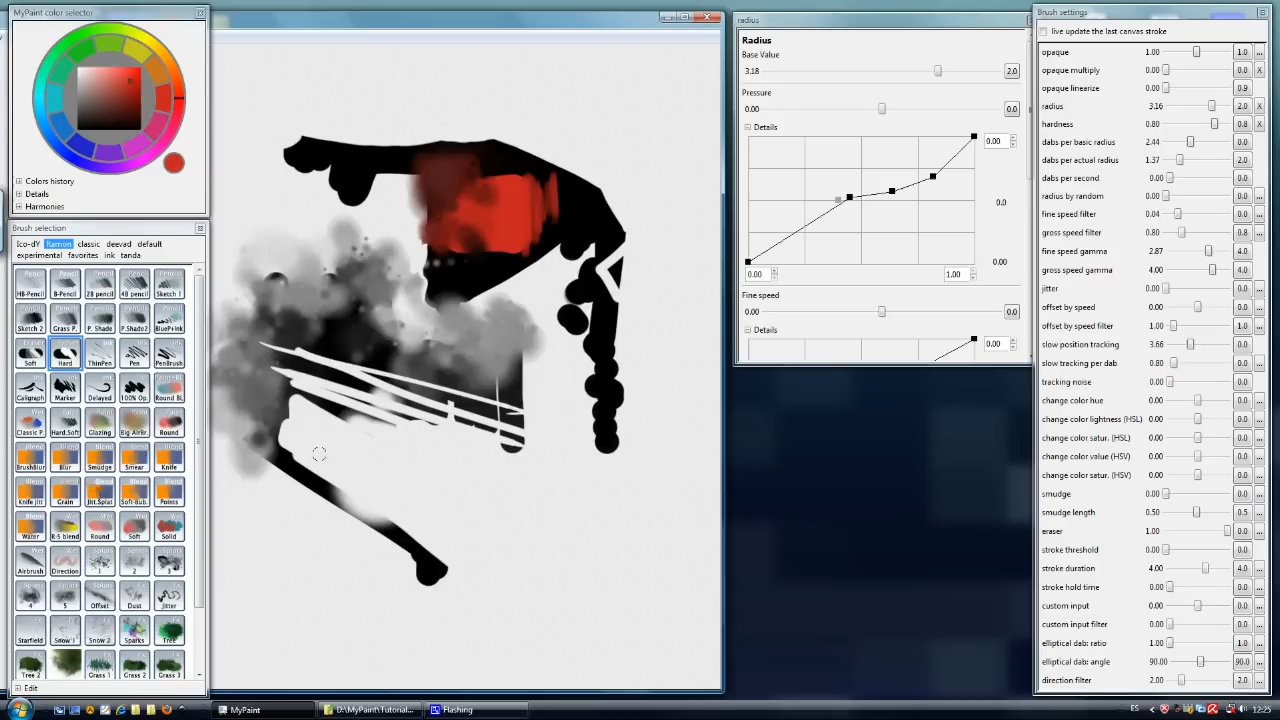 MyPaint color selector
Colors history
Details
Harmonies
Brush selection
Ico-dY Ramon classic deevad default
experimental favorites ink tanda
Pencil Pencil Pencil Pencil Pencil
HB-Pencil B-Pencil 2B pencil 4B pencil Sketch 1
Sketch 2 Grass P. P. Shade P.Shade2 BlueP+Ink
Soft Hard ThinPen Pen PenBrush
Caligraph Marker Delayed 100% Op. Round BL
Classic P. Hard.Soft Glazing Big AirBr. Round
BrushBlur Blur Smudge Smear Knife
Knife jitt Grain Jitt.Splat Soft-Bub. Points
Water R-S blend Round Soft Solid
Airbrush Direction 1 2 3
4 5 Offset Dust Jitter
Starfield Snow1 Snow 2 Sparks Tree
Tree 2 Grass 1 Grass 2 Grass 3
Edit
radius
Radius
Base Value
3.18 2.0
Pressure
0.00 0.0
Details
0.00
0.0
0.00 1.00
Fine speed
0.00 0.0
Details
0.00
Brush settings
live update the last canvas stroke
opaque 1.00 1.0 ...
opaque multiply 0.00 0.0 X
opaque linearize 0.00 0.9
radius 3.16 2.0 X
hardness 0.80 0.8 X
dabs per basic radius 2.44 0.0 ...
dabs per actual radius 1.37 2.0 ...
dabs per second 0.00 0.0 ...
radius by random 0.00 0.0 ...
fine speed filter 0.04 0.0 ...
gross speed filter 0.80 0.8 ...
fine speed gamma 2.87 4.0 ...
gross speed gamma 4.00 4.0 ...
jitter 0.00 0.0 ...
offset by speed 0.00 0.0 ...
offset by speed filter 1.00 1.0 ...
slow position tracking 3.66 0.0 ...
slow tracking per dab 0.80 0.0 ...
tracking noise 0.00 0.0 ...
change color hue 0.00 0.0 ...
change color lightness (HSL) 0.00 0.0 ...
change color satur. (HSL) 0.00 0.0 ...
change color value (HSV) 0.00 0.0 ...
change color satur. (HSV) 0.00 0.0 ...
smudge 0.00 0.0 ...
smudge length 0.50 0.5 ...
eraser 1.00 0.0 ...
stroke threshold 0.00 0.0 ...
stroke duration 4.00 4.0 ...
stroke hold time 0.00 0.0 ...
custom input 0.00 0.0 ...
custom input filter 0.00 0.0 ...
elliptical dab: ratio 1.00 1.0 ...
elliptical dab: angle 90.00 90.0 ...
direction filter 2.00 2.0 ...
MyPaint D:\MyPaint\Tutorial... Flashing ES 12:25